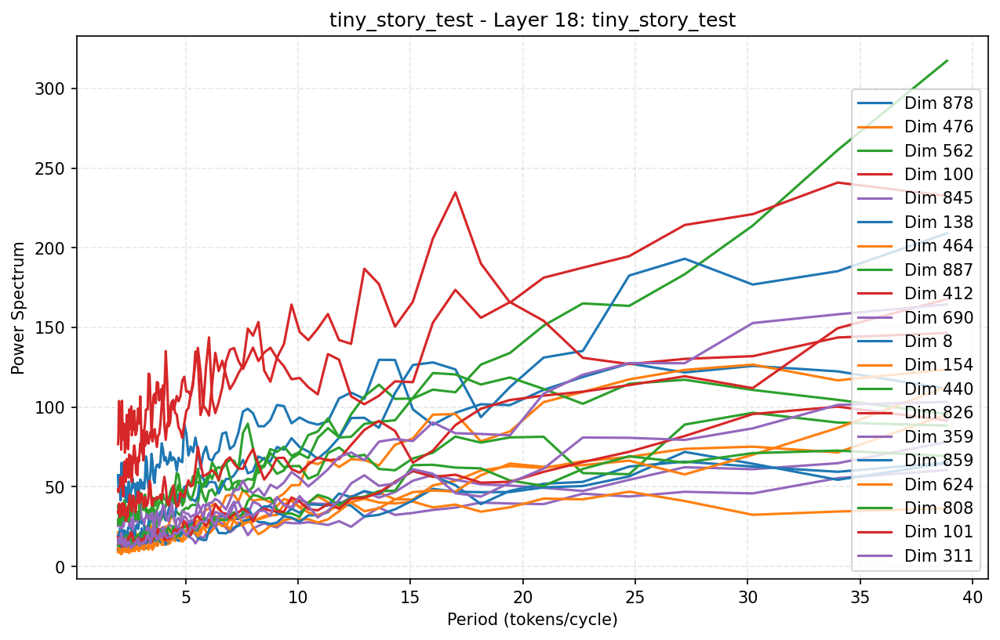 tiny_story_test - Layer 18: tiny_story_test
300
250
200
150
100
50
0
Power Spectrum
5 10 15 20 25 30 35 40
Period (tokens/cycle)
Dim 878
Dim 476
Dim 562
Dim 100
Dim 845
Dim 138
Dim 464
Dim 887
Dim 412
Dim 690
Dim 8
Dim 154
Dim 440
Dim 826
Dim 359
Dim 859
Dim 624
Dim 808
Dim 101
Dim 311